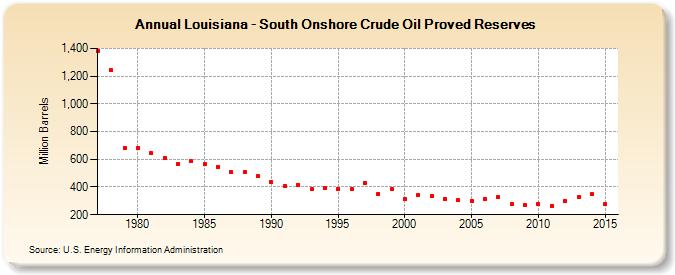 Annual Louisiana - South Onshore Crude Oil Proved Reserves
Million Barrels
1,400
1,200
1,000
800
600
400
200
1980 1985 1990 1995 2000 2005 2010 2015
Source: U.S. Energy Information Administration